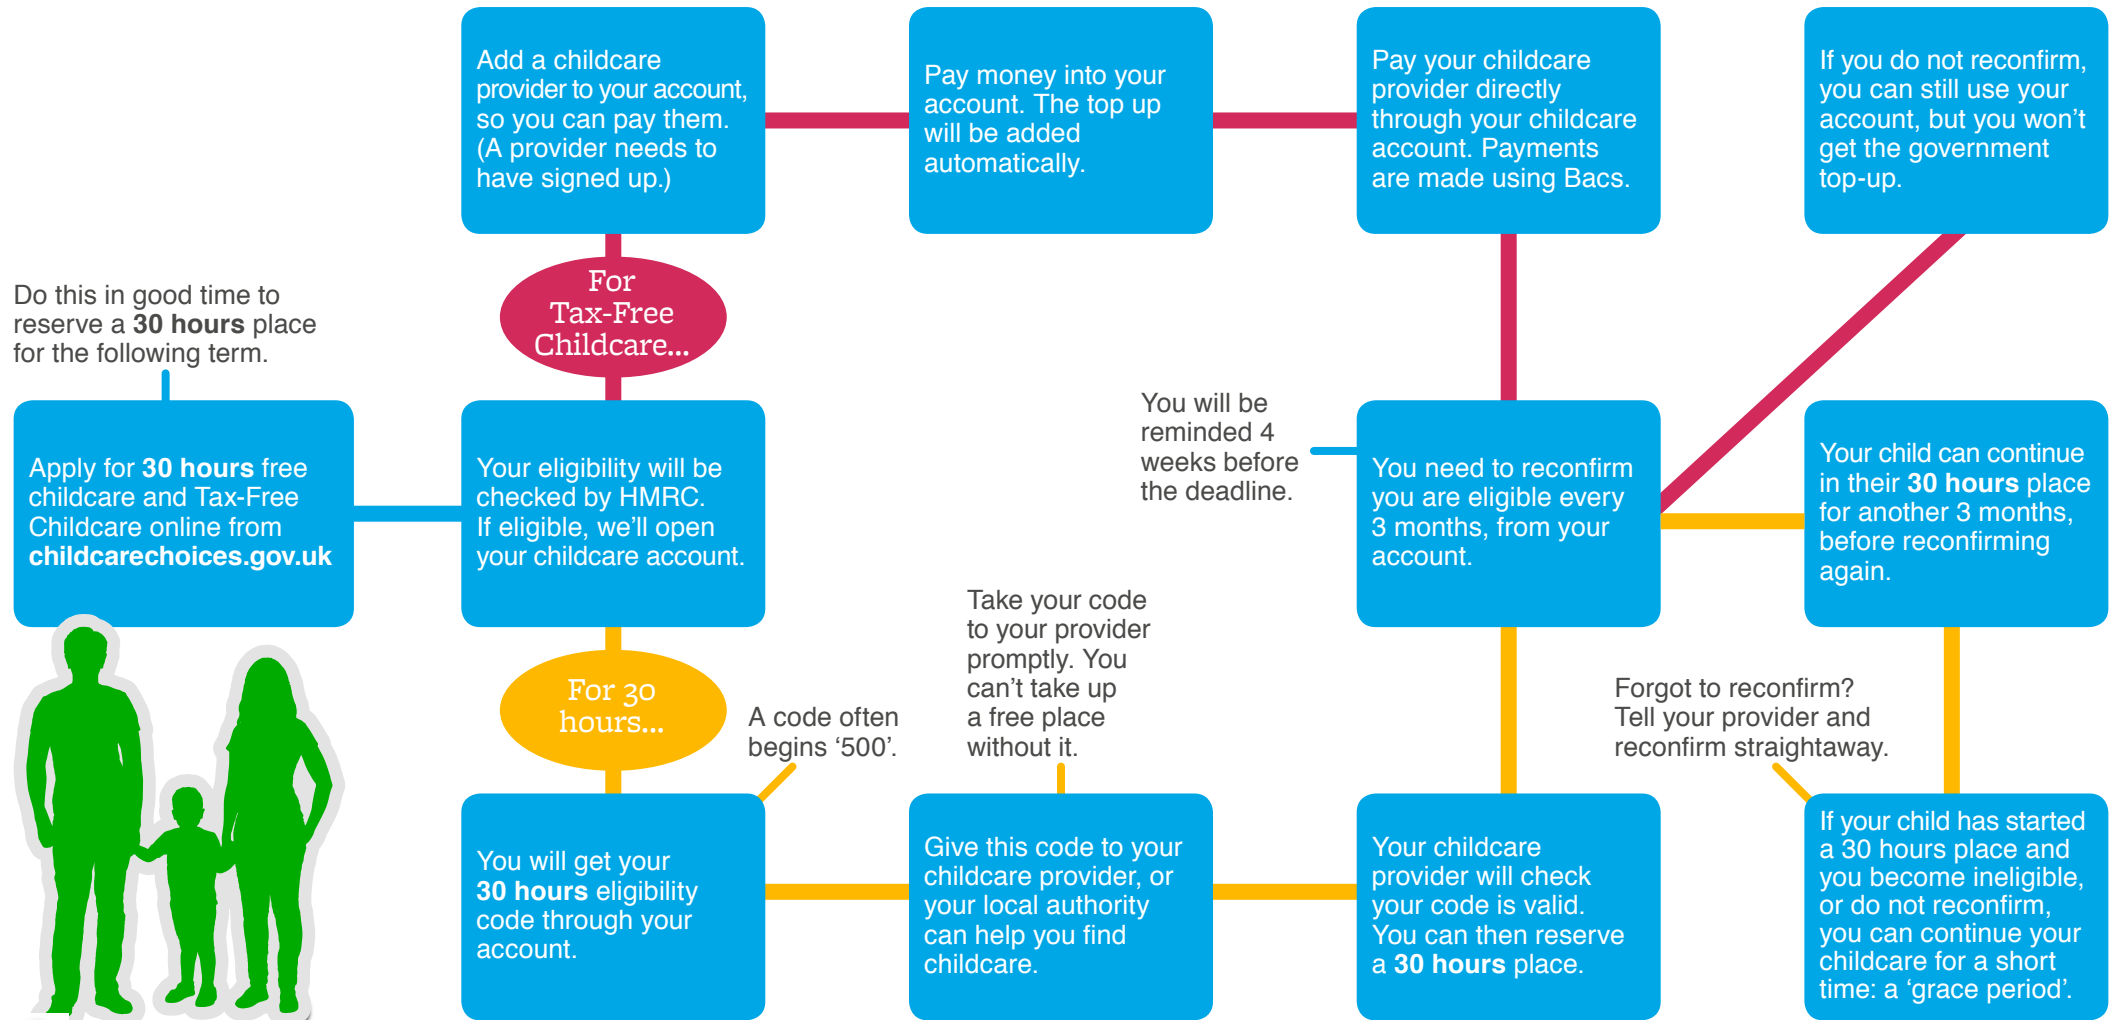 Add a childcare
provider to your account,
so you can pay them.
(A provider needs to
have signed up.)
Pay money into your
account. The top up
will be added
automatically.
Pay your childcare
provider directly
through your childcare
account. Payments
are made using Bacs.
If you do not reconfirm,
you can still use your
account, but you won’t
get the government
top-up.
For
Tax-Free
Childcare...
Do this in good time to
reserve a 30 hours place
for the following term.
Apply for 30 hours free
childcare and Tax-Free
Childcare online from
childcarechoices.gov.uk
Your eligibility will be
checked by HMRC.
If eligible, we’ll open
your childcare account.
You will be
reminded 4
weeks before
the deadline.
You need to reconfirm
you are eligible every
3 months, from your
account.
Your child can continue
in their 30 hours place
for another 3 months,
before reconfirming
again.
For 30
hours...
A code often
begins ‘500’.
Take your code
to your provider
promptly. You
can’t take up
a free place
without it.
Forgot to reconfirm?
Tell your provider and
reconfirm straightaway.
You will get your
30 hours eligibility
code through your
account.
Give this code to your
childcare provider, or
your local authority
can help you find
childcare.
Your childcare
provider will check
your code is valid.
You can then reserve
a 30 hours place.
If your child has started
a 30 hours place and
you become ineligible,
or do not reconfirm,
you can continue your
childcare for a short
time: a ‘grace period’.